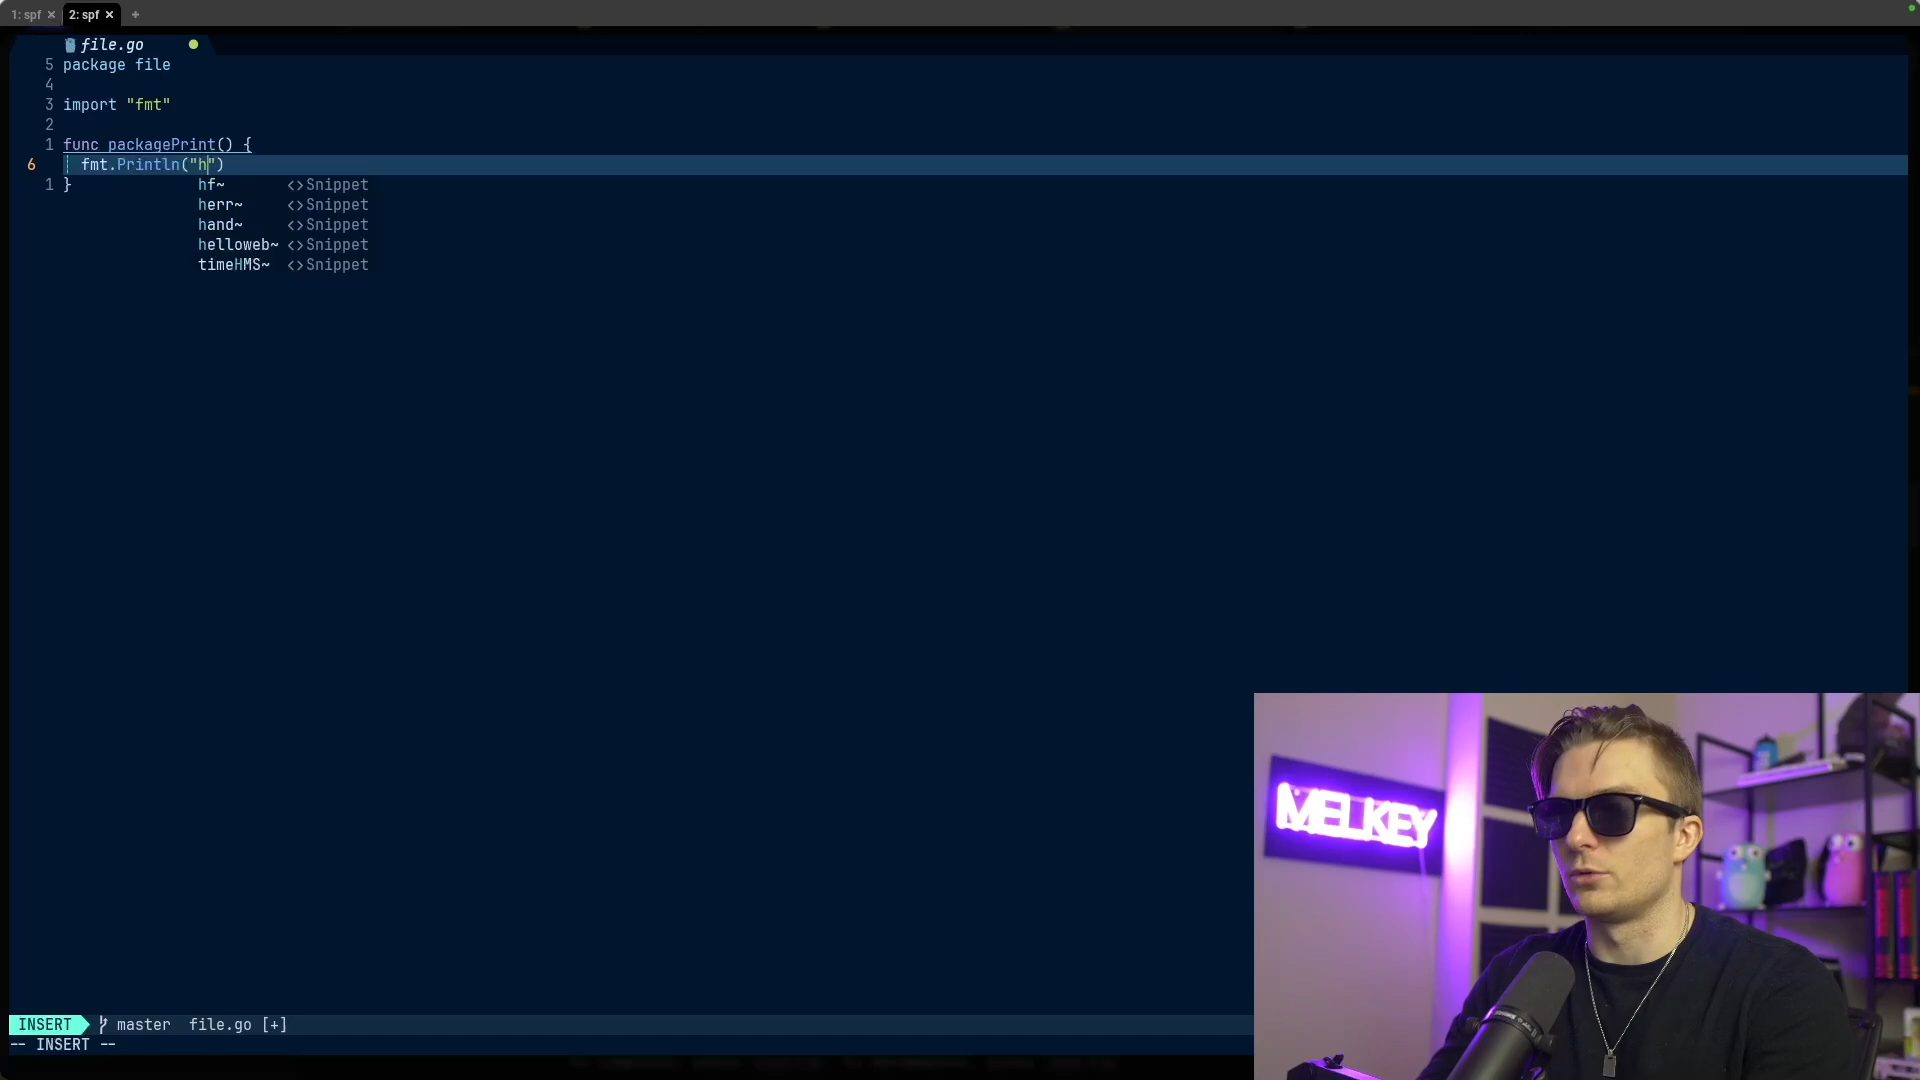 1: spf × 2: spf × +
file.go
5 package file
4
3 import "fmt"
2
1 func packagePrint() {
6 fmt.Println("h")
1 }
hf~ <>Snippet
herr~ <>Snippet
hand~ <>Snippet
helloweb~ <>Snippet
timeHMS~ <>Snippet
MELKEY
INSERT master file.go [+]
-- INSERT --